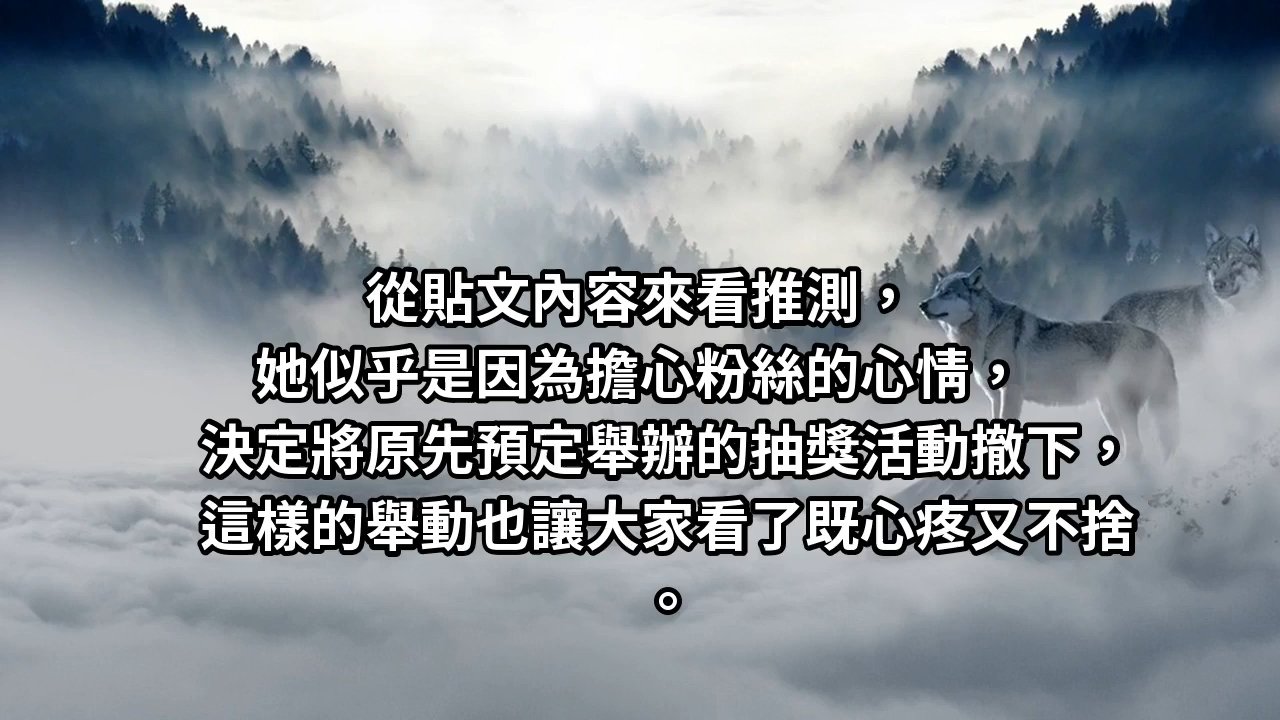 從貼文內容來看推測，
她似乎是因為擔心粉絲的心情，
決定將原先預定舉辦的抽獎活動撤下，
這樣的舉動也讓大家看了既心疼又不捨
。